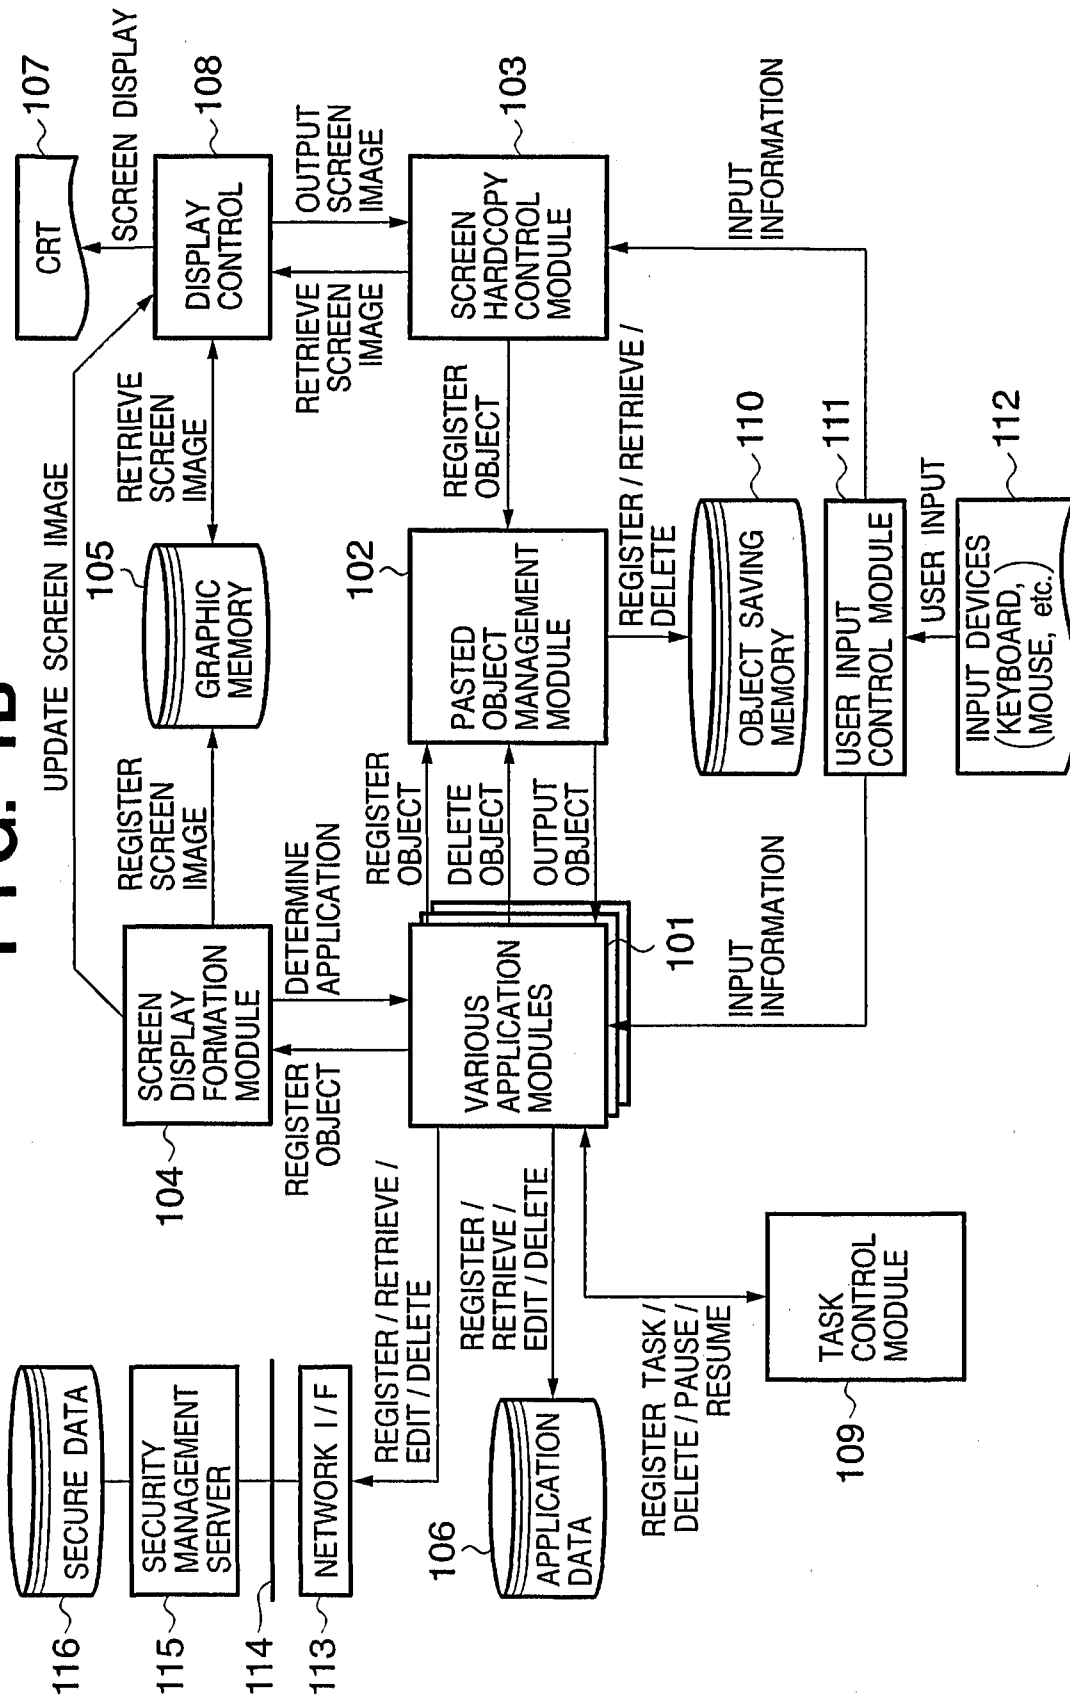 FIG. 1B
116
SECURE DATA
115
SECURITY
MANAGEMENT
SERVER
114
113
NETWORK I/F
REGISTER / RETRIEVE /
EDIT / DELETE
106
APPLICATION
DATA
REGISTER /
RETRIEVE /
EDIT / DELETE
REGISTER TASK /
DELETE / PAUSE /
RESUME
109
TASK
CONTROL
MODULE
UPDATE SCREEN IMAGE
104
SCREEN
DISPLAY
FORMATION
MODULE
REGISTER
SCREEN
IMAGE
105
GRAPHIC
MEMORY
RETRIEVE
SCREEN
IMAGE
CRT
107
SCREEN DISPLAY
DISPLAY
CONTROL
108
REGISTER
OBJECT
DETERMINE
APPLICATION
RETRIEVE
SCREEN
IMAGE
OUTPUT
SCREEN
IMAGE
VARIOUS
APPLICATION
MODULES
101
REGISTER
OBJECT
DELETE
OBJECT
OUTPUT
OBJECT
102
PASTED
OBJECT
MANAGEMENT
MODULE
REGISTER
OBJECT
SCREEN
HARDCOPY
CONTROL
MODULE
103
REGISTER / RETRIEVE /
DELETE
OBJECT SAVING
MEMORY
110
INPUT
INFORMATION
USER INPUT
CONTROL MODULE
111
INPUT
INFORMATION
USER INPUT
INPUT DEVICES
(KEYBOARD,
MOUSE, etc.)
112